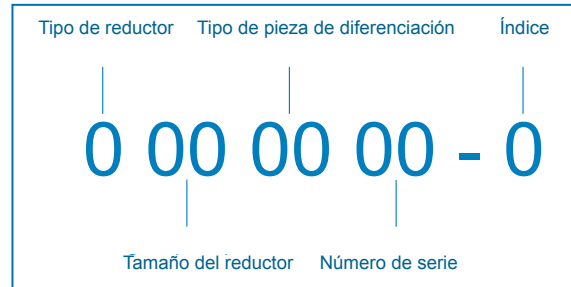 Tipo de reductor Tipo de pieza de diferenciación Índice
0 00 00 00 - 0
Tamaño del reductor Número de serie